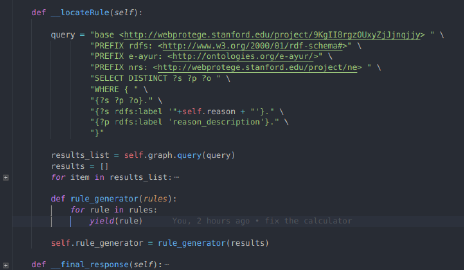 def __locateRule(self):
query = "base <http://webprotege.stanford.edu/project/9KgII8rgzOUxyZjJjnqjjy> " \
"PREFIX rdfs: <http://www.w3.org/2000/01/rdf-schema#>" \
"PREFIX e-ayur: <http://ontologies.org/e-ayur/>" \
"PREFIX nrs: <http://webprotege.stanford.edu/project/ne> " \
"SELECT DISTINCT ?s ?p ?o " \
"WHERE { " \
"{?s ?p ?o}." \
"{?s rdfs:label '"+self.reason + "'}." \
"{?p rdfs:label 'reason_description'}." \
"}"
results_list = self.graph.query(query)
results = []
for item in results_list:
def rule_generator(rules):
for rule in rules:
yield(rule) You, 2 hours ago • fix the calculator
self.rule_generator = rule_generator(results)
def __final_response(self):